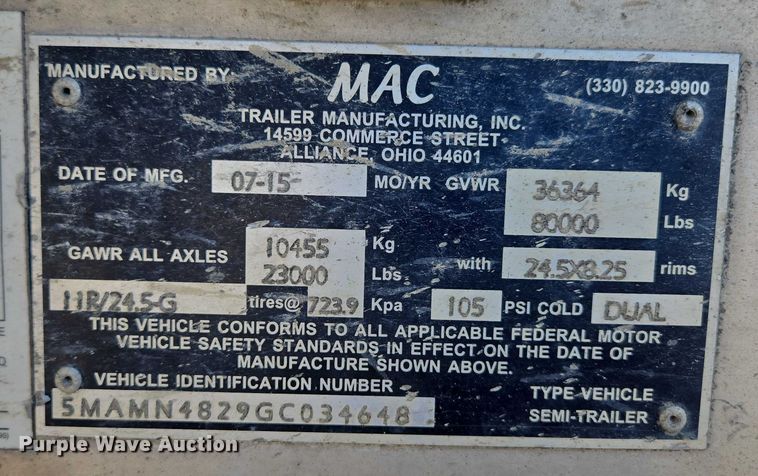 MANUFACTURED BY: MAC (330) 823-9900
TRAILER MANUFACTURING, INC.
14599 COMMERCE STREET
ALLIANCE, OHIO 44601
DATE OF MFG. 07-15 MO/YR GVWR 36364 Kg
80000 Lbs
GAWR ALL AXLES 10455 Kg
23000 Lbs with 24.5X8.25 rims
11R/24.5-G tires@ 723.9 Kpa 105 PSI COLD DUAL
THIS VEHICLE CONFORMS TO ALL APPLICABLE FEDERAL MOTOR
VEHICLE SAFETY STANDARDS IN EFFECT ON THE DATE OF
MANUFACTURE SHOWN ABOVE.
VEHICLE IDENTIFICATION NUMBER TYPE VEHICLE
5MAMN4829GC034648 SEMI-TRAILER
Purple Wave Auction